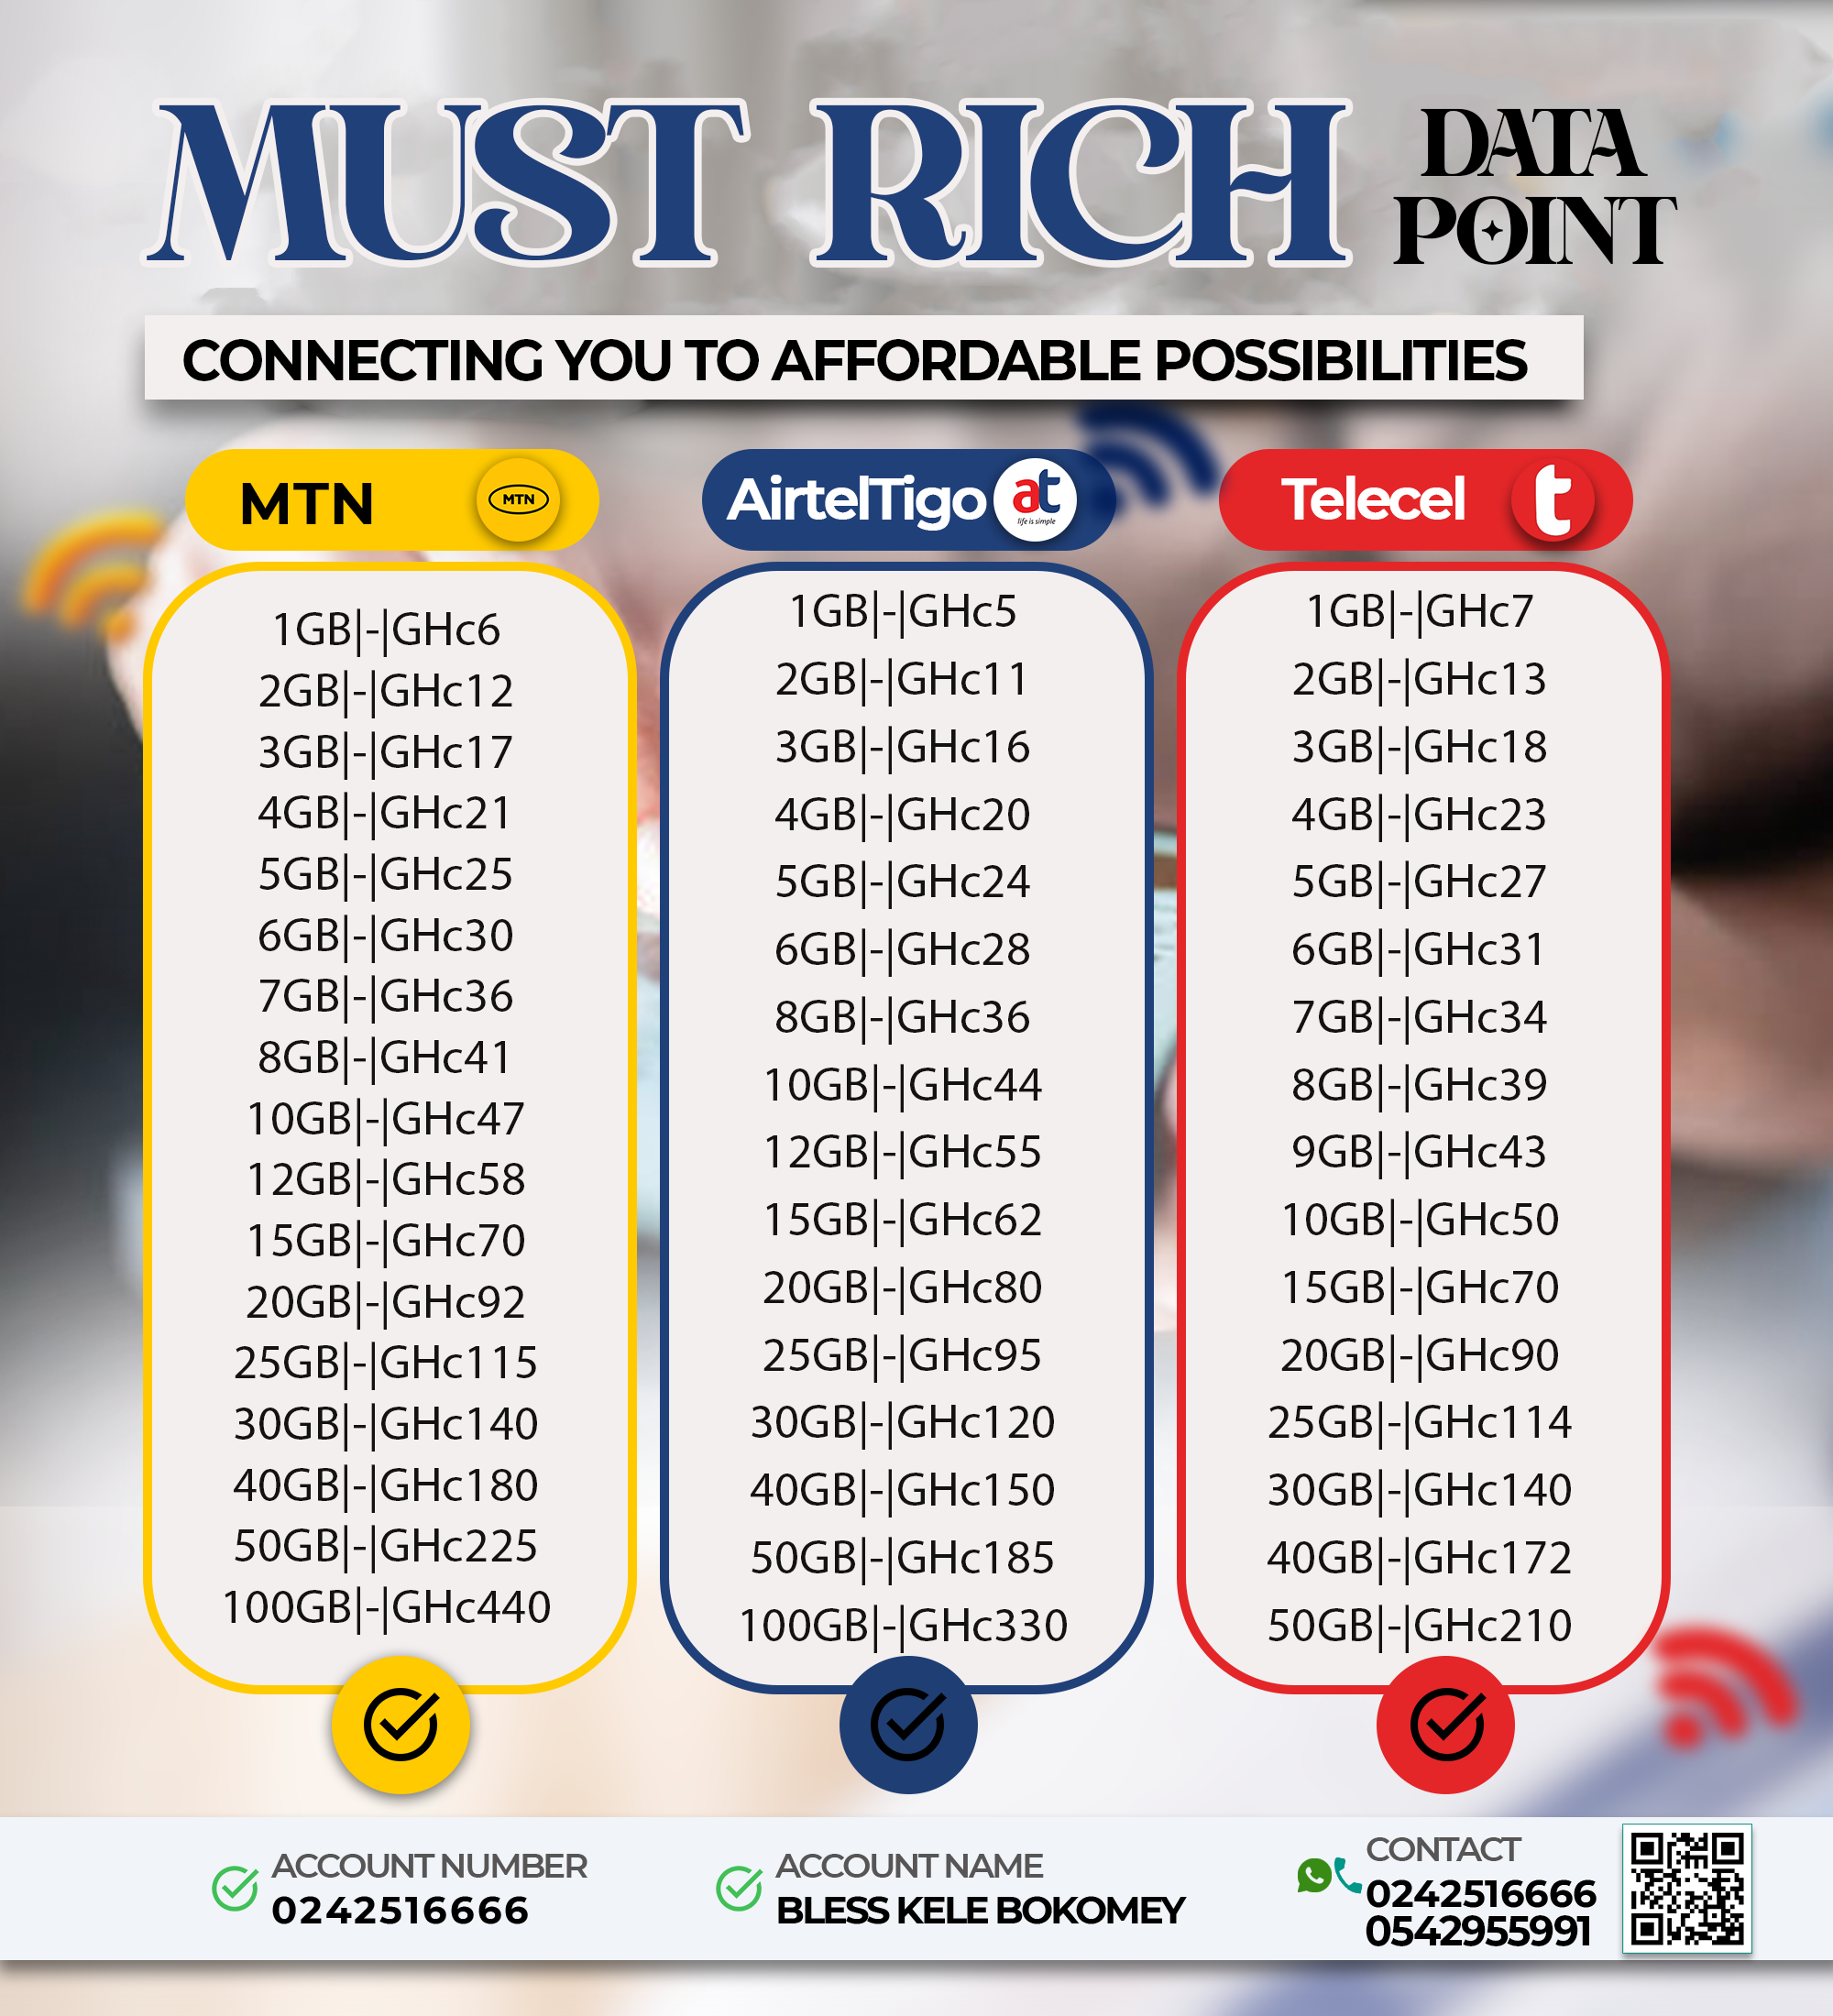 MUST RICH
DATA
POINT
CONNECTING YOU TO AFFORDABLE POSSIBILITIES
MTN
MTN
1GB|-|GHc6
2GB|-|GHc12
3GB|-|GHc17
4GB|-|GHc21
5GB|-|GHc25
6GB|-|GHc30
7GB|-|GHc36
8GB|-|GHc41
10GB|-|GHc47
12GB|-|GHc58
15GB|-|GHc70
20GB|-|GHc92
25GB|-|GHc115
30GB|-|GHc140
40GB|-|GHc180
50GB|-|GHc225
100GB|-|GHc440
AirtelTigo
at
life is simple
1GB|-|GHc5
2GB|-|GHc11
3GB|-|GHc16
4GB|-|GHc20
5GB|-|GHc24
6GB|-|GHc28
8GB|-|GHc36
10GB|-|GHc44
12GB|-|GHc55
15GB|-|GHc62
20GB|-|GHc80
25GB|-|GHc95
30GB|-|GHc120
40GB|-|GHc150
50GB|-|GHc185
100GB|-|GHc330
Telecel
t
1GB|-|GHc7
2GB|-|GHc13
3GB|-|GHc18
4GB|-|GHc23
5GB|-|GHc27
6GB|-|GHc31
7GB|-|GHc34
8GB|-|GHc39
9GB|-|GHc43
10GB|-|GHc50
15GB|-|GHc70
20GB|-|GHc90
25GB|-|GHc114
30GB|-|GHc140
40GB|-|GHc172
50GB|-|GHc210
ACCOUNT NUMBER
0242516666
ACCOUNT NAME
BLESS KELE BOKOMEY
CONTACT
0242516666
0542955991